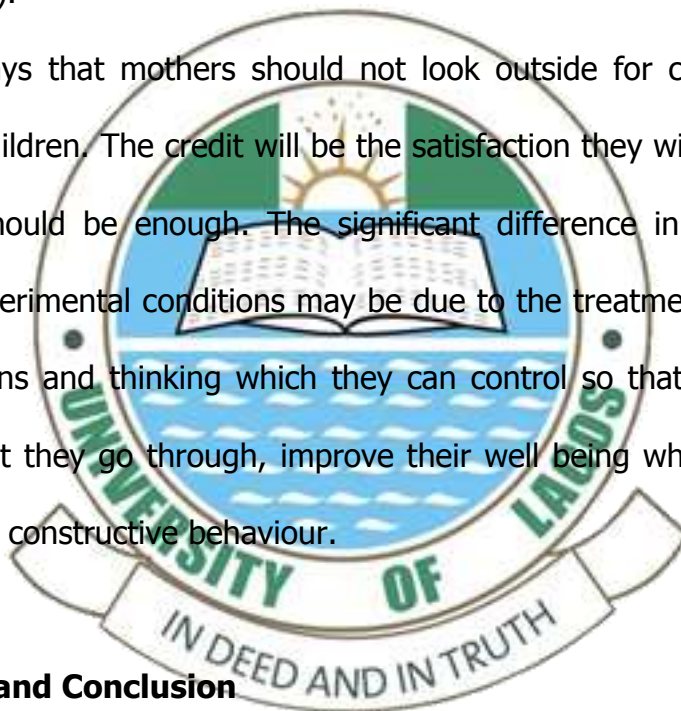 ).
ys that mothers should not look outside for c
ildren. The credit will be the satisfaction they wi
hould be enough. The significant difference in
erimental conditions may be due to the treatme
ns and thinking which they can control so that
t they go through, improve their well being wh
constructive behaviour.
UNIVERSITY OF LAGOS
IN DEED AND IN TRUTH
and Conclusion